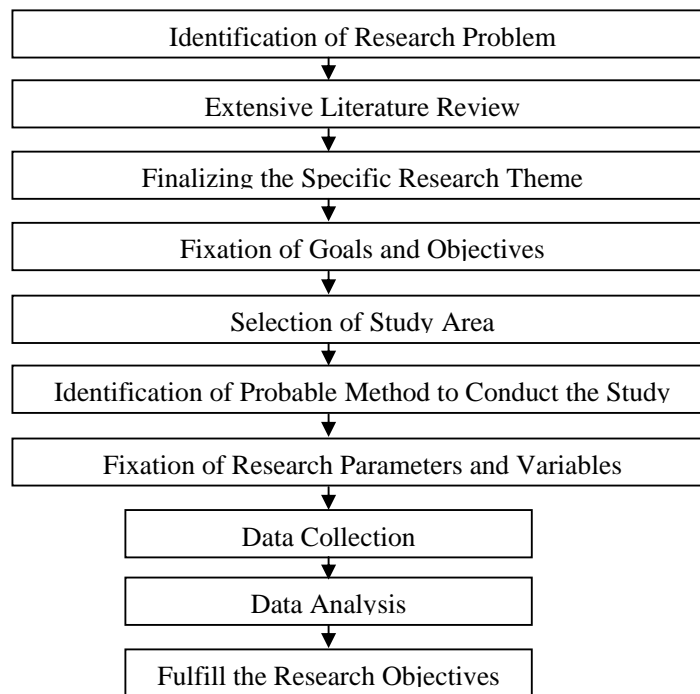 Identification of Research Problem
Extensive Literature Review
Finalizing the Specific Research Theme
Fixation of Goals and Objectives
Selection of Study Area
Identification of Probable Method to Conduct the Study
Fixation of Research Parameters and Variables
Data Collection
Data Analysis
Fulfill the Research Objectives